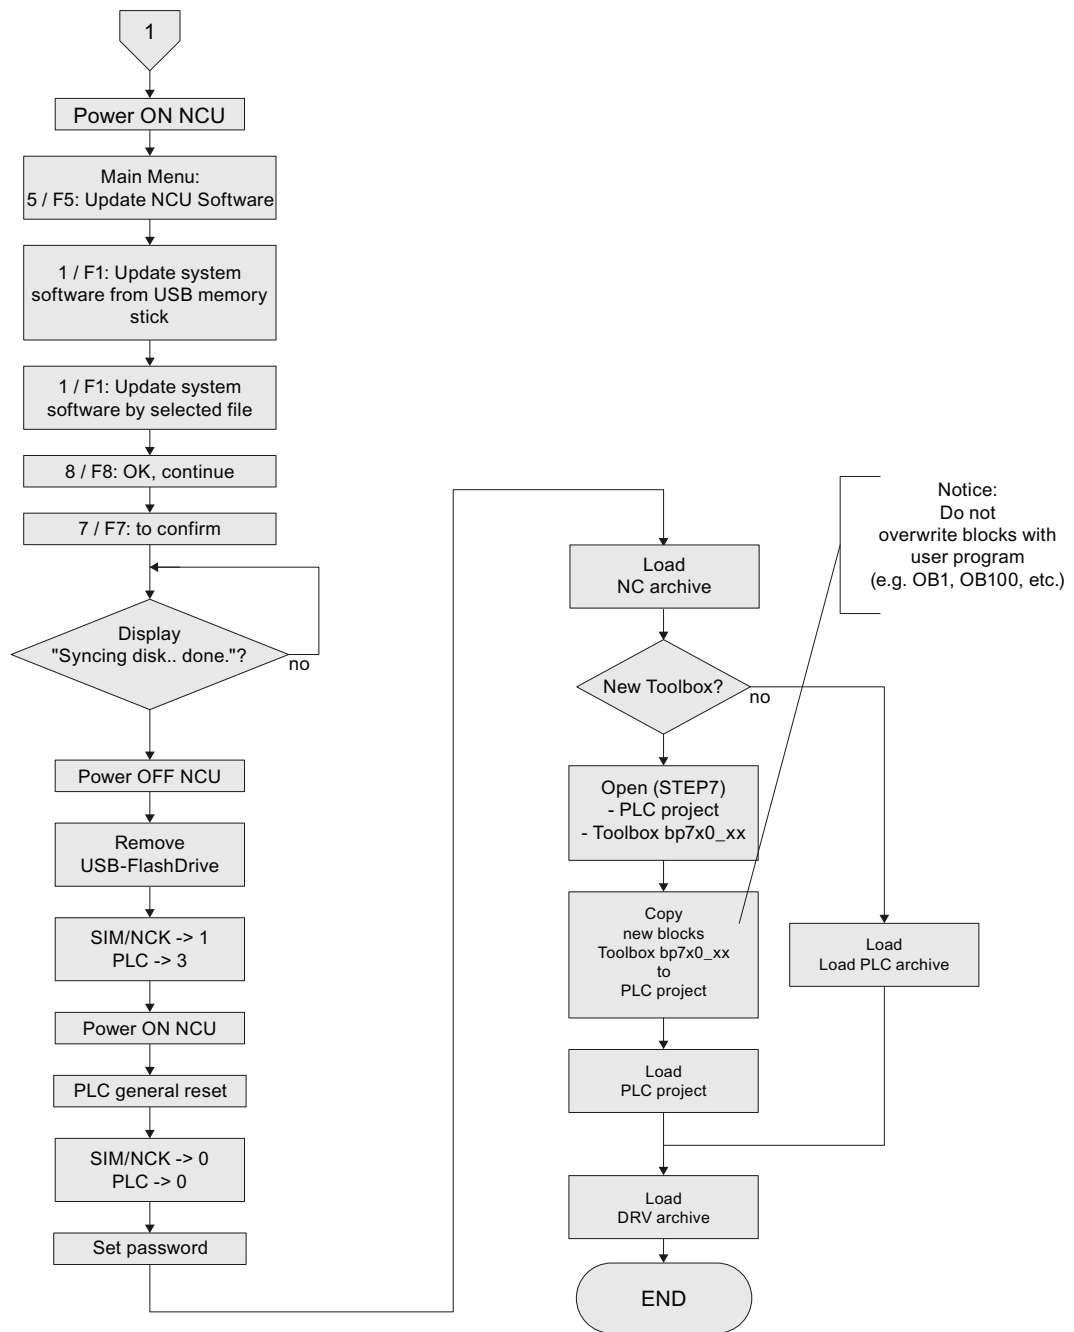 1
Power ON NCU
Main Menu:
5 / F5: Update NCU Software
1 / F1: Update system
software from USB memory
stick
1 / F1: Update system
software by selected file
8 / F8: OK, continue
7 / F7: to confirm
Display
"Syncing disk.. done."?
no
Power OFF NCU
Remove
USB-FlashDrive
SIM/NCK -> 1
PLC -> 3
Power ON NCU
PLC general reset
SIM/NCK -> 0
PLC -> 0
Set password
Load
NC archive
New Toolbox?
no
Open (STEP7)
- PLC project
- Toolbox bp7x0_xx
Copy
new blocks
Toolbox bp7x0_xx
to
PLC project
Notice:
Do not
overwrite blocks with
user program
(e.g. OB1, OB100, etc.)
Load
PLC project
Load
Load PLC archive
Load
DRV archive
END